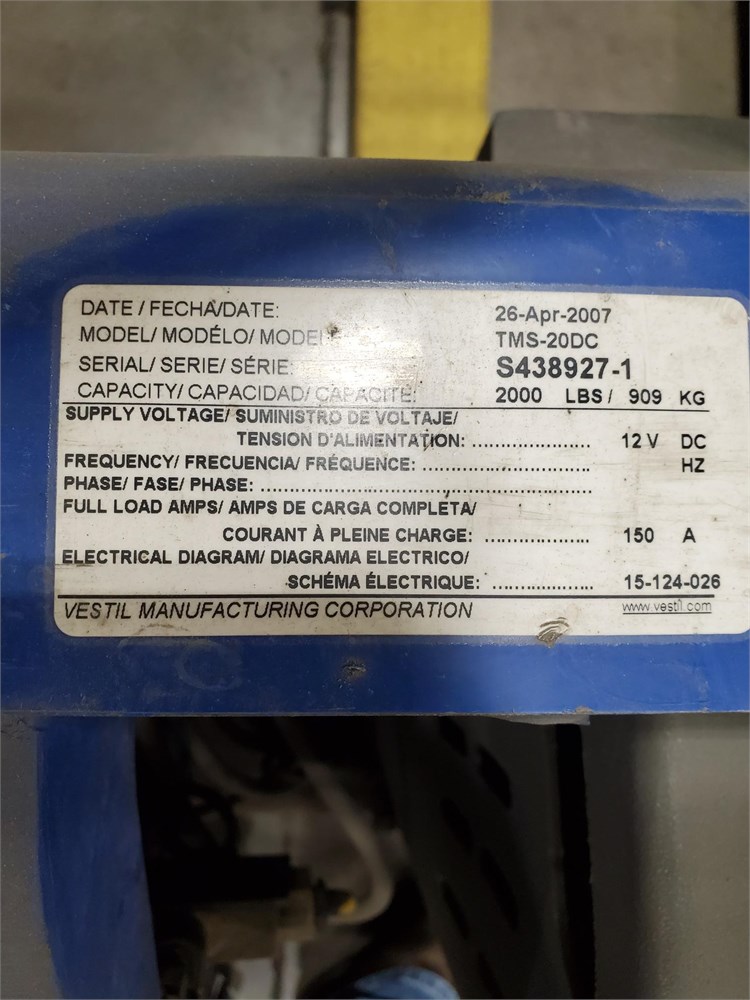 DATE / FECHA/DATE: 26-Apr-2007
MODEL/ MODÉLO/ MODE TMS-20DC
SERIAL/ SERIE/ SÉRIE: S438927-1
CAPACITY/ CAPACIDAD/ CAPACITE: 2000 LBS/ 909 KG
SUPPLY VOLTAGE/ SUMINISTRO DE VOLTAJE/
TENSION D'ALIMENTATION: .................... 12 V DC
FREQUENCY/ FRECUENCIA/ FRÉQUENCE: ............................ HZ
PHASE/ FASE/ PHASE: .......................................................
FULL LOAD AMPS/ AMPS DE CARGA COMPLETA/
COURANT À PLEINE CHARGE: .................. 150 A
ELECTRICAL DIAGRAM/ DIAGRAMA ELECTRICO/
SCHÉMA ÉLECTRIQUE: ................. 15-124-026
VESTIL MANUFACTURING CORPORATION www.vestil.com